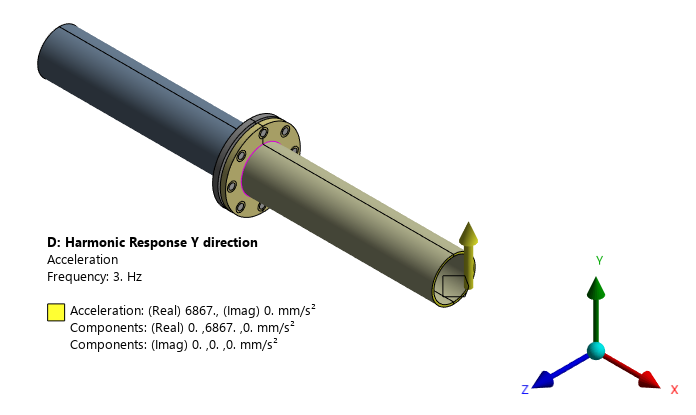 D: Harmonic Response Y direction
Acceleration
Frequency: 3. Hz
Acceleration: (Real) 6867., (Imag) 0. mm/s²
Components: (Real) 0. ,6867. ,0. mm/s²
Components: (Imag) 0. ,0. ,0. mm/s²
Y
Z
X